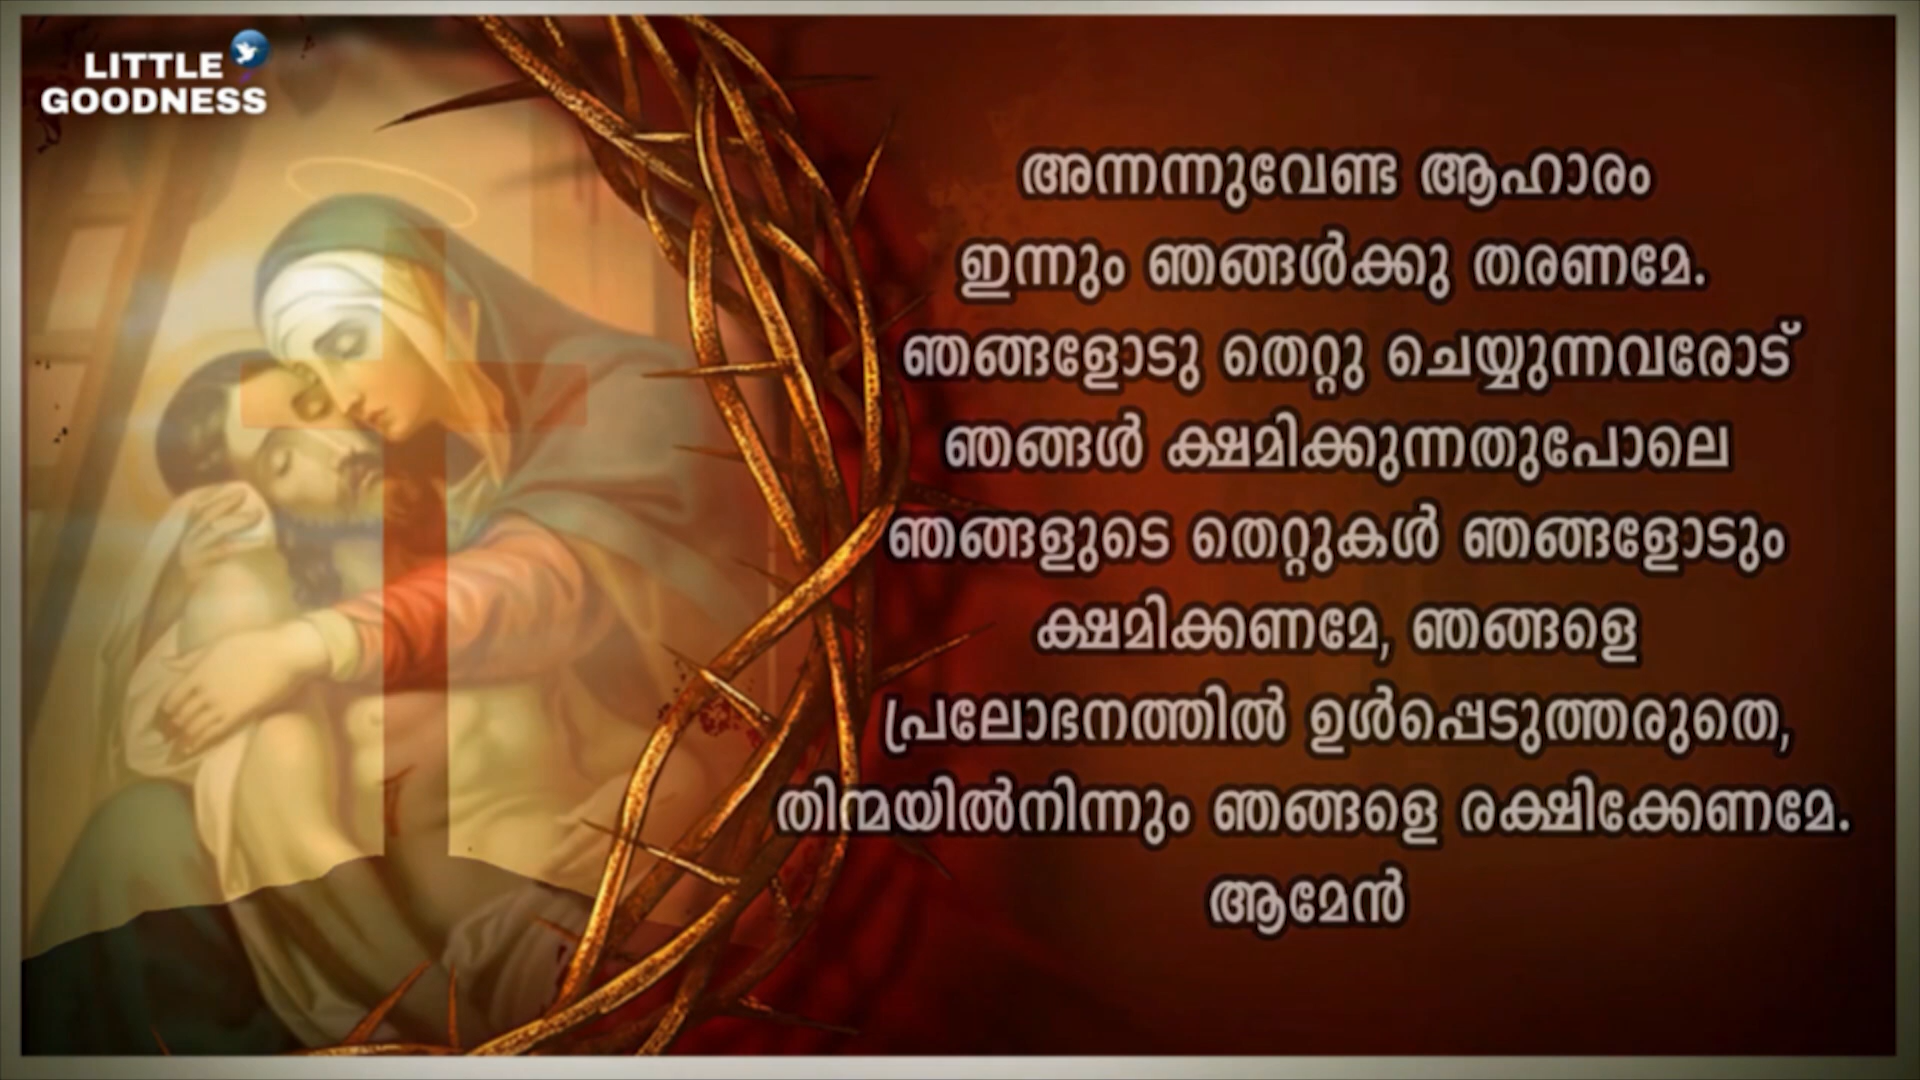 LITTLE
GOODNESS
അന്നന്നുവേണ്ട ആഹാരം
ഇന്നും ഞങ്ങൾക്കു തരണമേ.
ഞങ്ങളോടു തെറ്റു ചെയ്യുന്നവരോട്
ഞങ്ങൾ ക്ഷമിക്കുന്നതുപോലെ
ഞങ്ങളുടെ തെറ്റുകൾ ഞങ്ങളോടും
ക്ഷമിക്കണമേ, ഞങ്ങളെ
പ്രലോഭനത്തിൽ ഉൾപ്പെടുത്തരുതെ,
തിന്മയിൽനിന്നും ഞങ്ങളെ രക്ഷിക്കേണമേ.
ആമേൻ